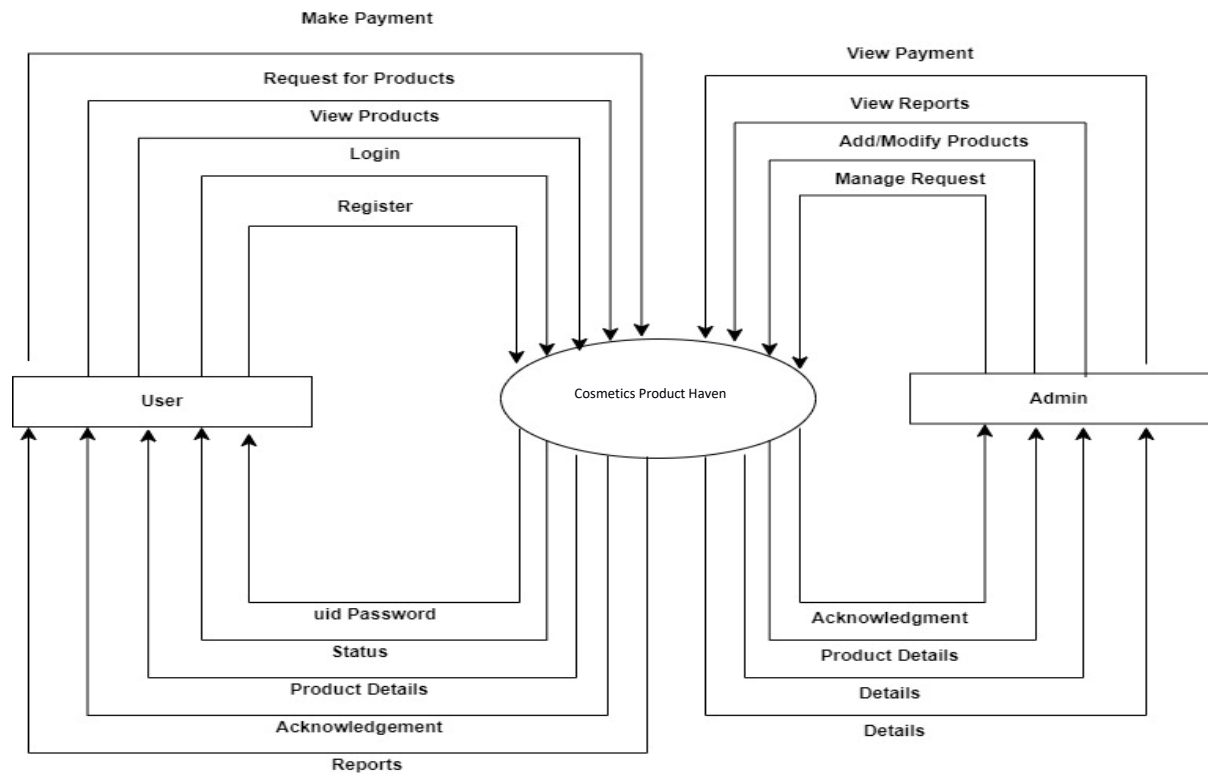 Make Payment
View Payment
Request for Products
View Reports
View Products
Add/Modify Products
Login
Manage Request
Register
User
Cosmetics Product Haven
Admin
uid Password
Acknowledgment
Status
Product Details
Product Details
Details
Acknowledgement
Details
Reports